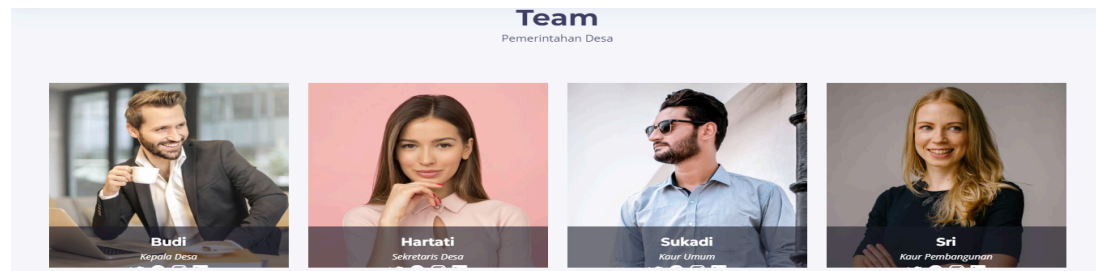 Team
Pemerintahan Desa
Budi
Kepala Desa
Hartati
Sekretaris Desa
Sukadi
Kaur Umum
Sri
Kaur Pembangunan